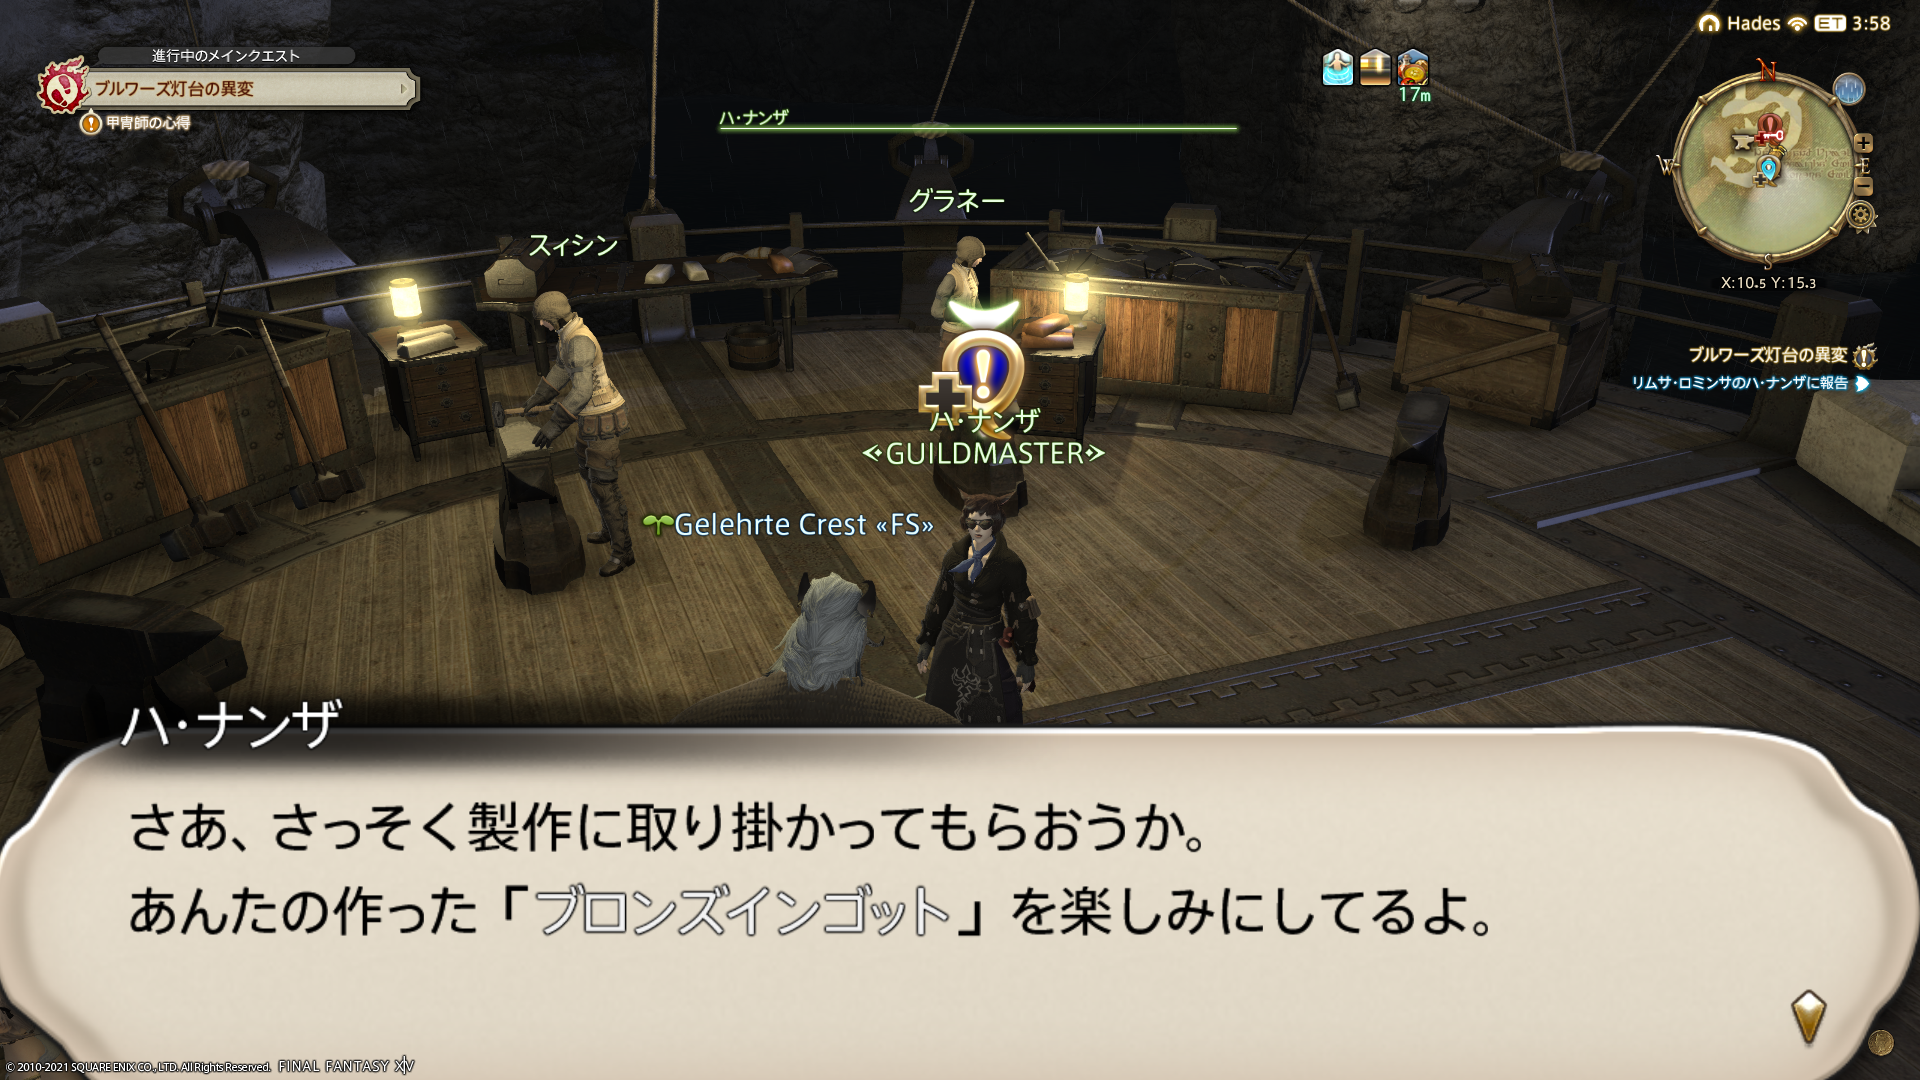 進行中のメインクエスト
ブルワーズ灯台の異変
甲冑師の心得
Hades ET 3:58
17m
N
W
E
S
X:10.5 Y:15.3
ブルワーズ灯台の異変
リムサ・ロミンサのハ・ナンザに報告
ハ・ナンザ
グラネー
スィシン
ハ・ナンザ
<GUILDMASTER>
Gelehrte Crest «FS»
ハ・ナンザ
さあ、さっそく製作に取り掛かってもらおうか。
あんたの作った「ブロンズインゴット」を楽しみにしてるよ。
© 2010-2021 SQUARE ENIX CO., LTD. All Rights Reserved. FINAL FANTASY XIV